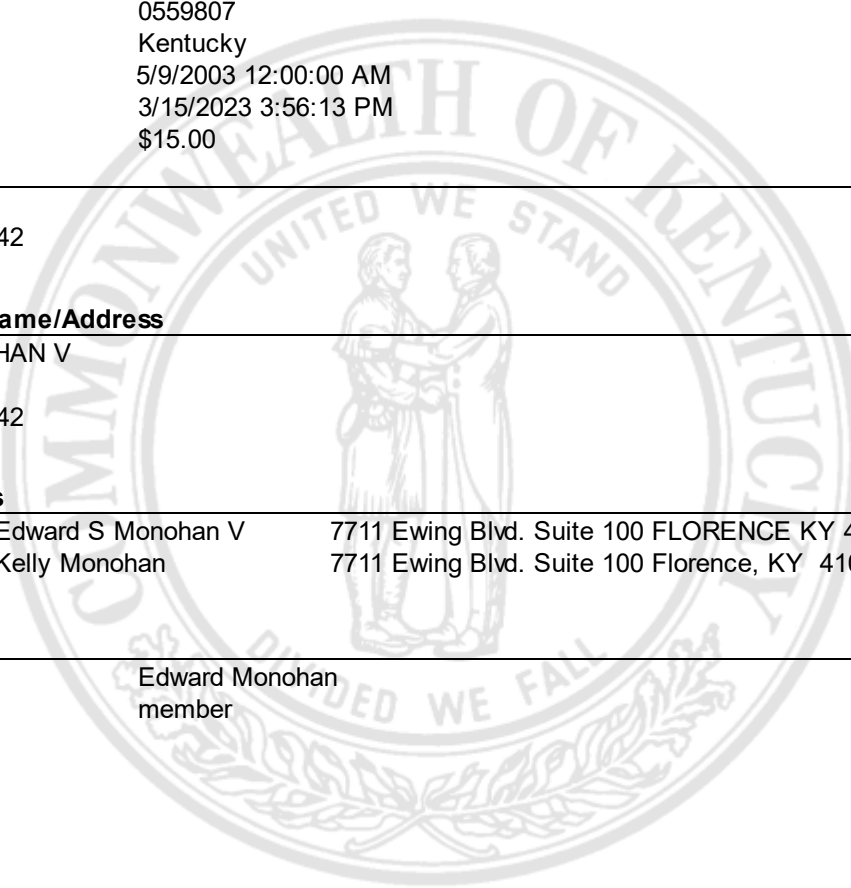 0559807
Kentucky
5/9/2003 12:00:00 AM
3/15/2023 3:56:13 PM
$15.00
42
ame/Address
HAN V
42
s
Edward S Monohan V 7711 Ewing Blvd. Suite 100 FLORENCE KY 4
Kelly Monohan 7711 Ewing Blvd. Suite 100 Florence, KY 410
Edward Monohan
member
COMMONWEALTH OF KENTUCKY
UNITED WE STAND
DIVIDED WE FALL